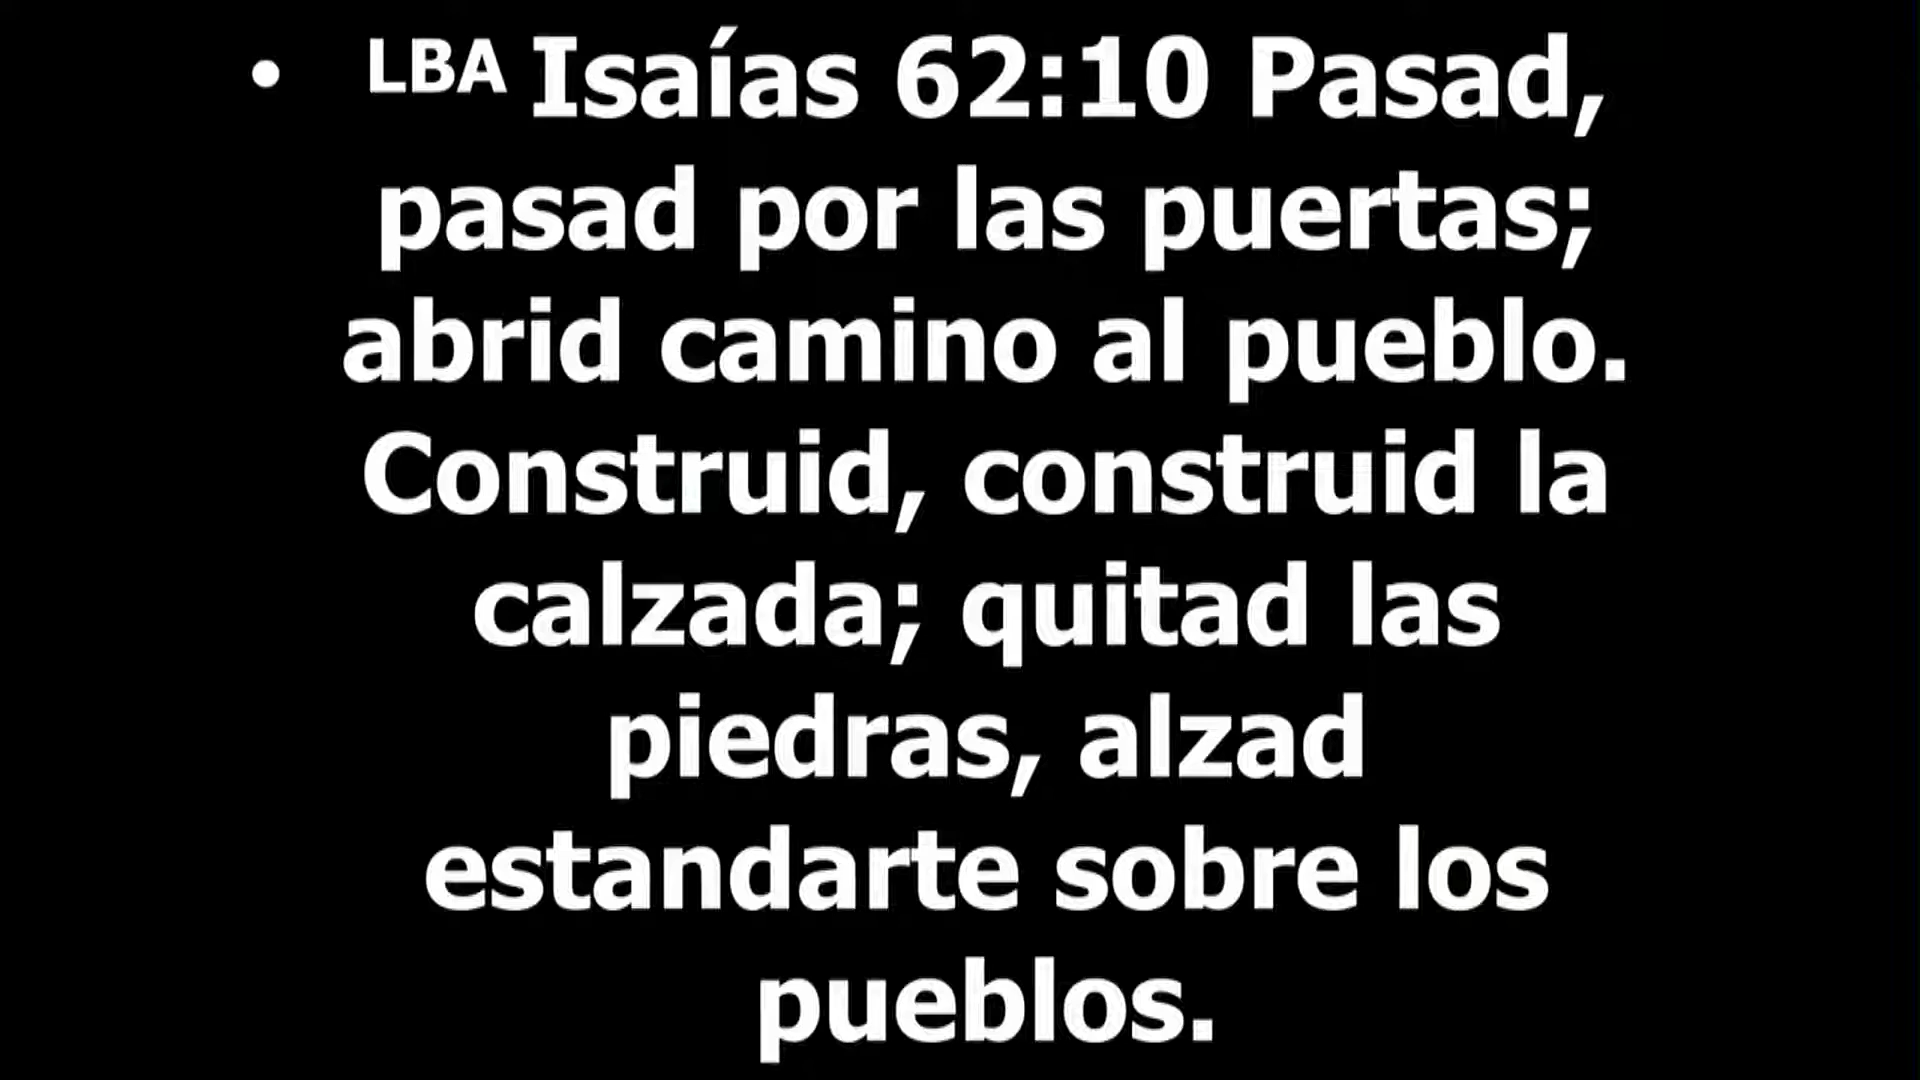 • LBA Isaías 62:10 Pasad,
pasad por las puertas;
abrid camino al pueblo.
Construid, construid la
calzada; quitad las
piedras, alzad
estandarte sobre los
pueblos.